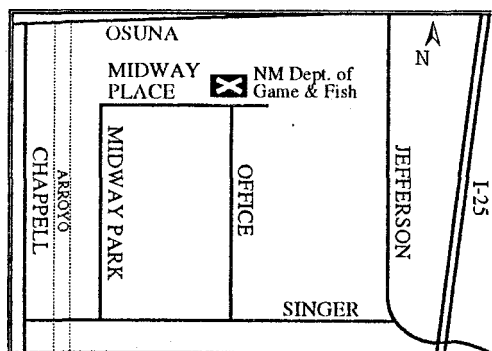 OSUNA
N
MIDWAY
PLACE
NM Dept. of
Game & Fish
CHAPPELL
ARROYO
MIDWAY PARK
OFFICE
JEFFERSON
I-25
SINGER